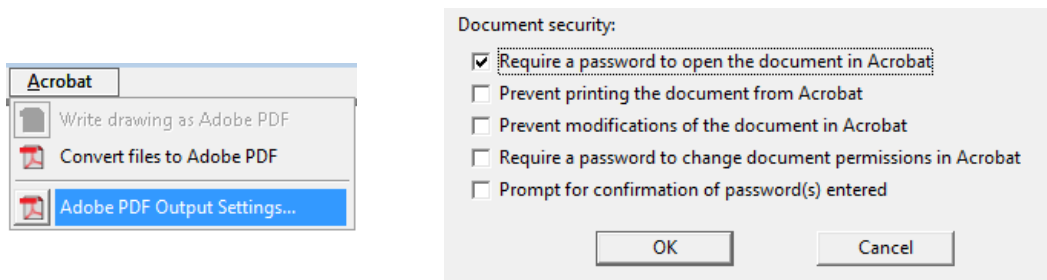 Acrobat
Write drawing as Adobe PDF
Convert files to Adobe PDF
Adobe PDF Output Settings...
Document security:
Require a password to open the document in Acrobat
Prevent printing the document from Acrobat
Prevent modifications of the document in Acrobat
Require a password to change document permissions in Acrobat
Prompt for confirmation of password(s) entered
OK Cancel